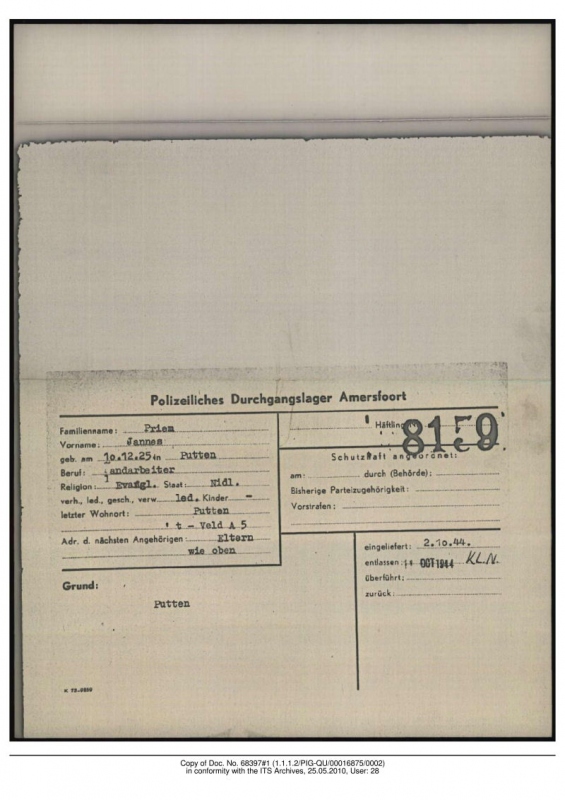 Polizeiliches Durchgangslager Amersfoort
Familienname: Priem
Vorname: Jannes
geb. am 10.12.25 in Putten
Beruf: Landarbeiter
Religion: Evangl. Staat: Nidl.
verh., led., gesch., verw. led. Kinder -
letzter Wohnort: Putten
't - Veld A 5
Adr. d. nächsten Angehörigen: Eltern
wie oben
Häftling
8159
Schutzhaft angeordnet:
am: durch (Behörde):
Bisherige Parteizugehörigkeit:
Vorstrafen:
eingeliefert: 2.10.44.
entlassen: OCT 1944 K.L.N.
überführt:
zurück:
Grund:
Putten
Copy of Doc. No. 68397#1 (1.1.1.2/PIG-QU/00016875/0002)
in conformity with the ITS Archives, 25.05.2010, User: 28